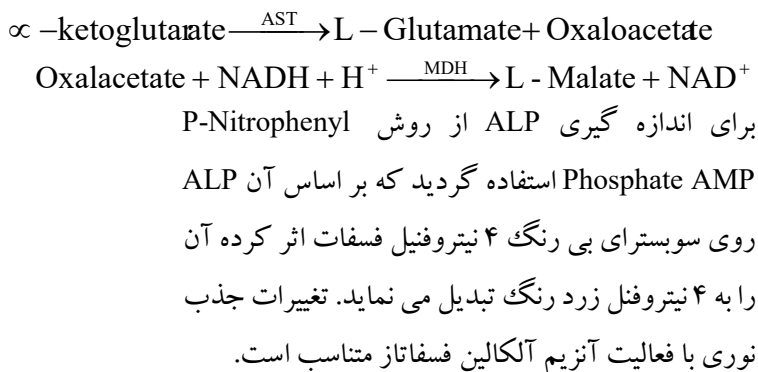 ∝ −ketoglutarate —AST→ L − Glutamate+ Oxaloacetate
Oxalacetate + NADH + H⁺ —MDH→ L - Malate + NAD⁺
برای اندازه گیری ALP از روش P-Nitrophenyl
Phosphate AMP استفاده گردید که بر اساس آن ALP
روی سوبسترای بی رنگ ۴ نیتروفنیل فسفات اثر کرده آن
را به ۴ نیتروفنل زرد رنگ تبدیل می نماید. تغییرات جذب
نوری با فعالیت آنزیم آلکالین فسفاتاز متناسب است.